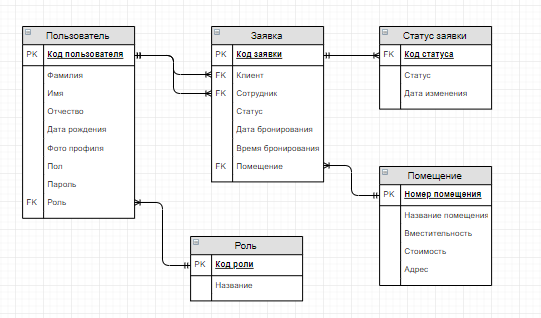 Пользователь
PK Код пользователя
Фамилия
Имя
Отчество
Дата рождения
Фото профиля
Пол
Пароль
FK Роль
Заявка
PK Код заявки
FK Клиент
FK Сотрудник
Статус
Дата бронирования
Время бронирования
FK Помещение
Статус заявки
FK Код статуса
Статус
Дата изменения
Помещение
PK Номер помещения
Название помещения
Вместительность
Стоимость
Адрес
Роль
PK Код роли
Название